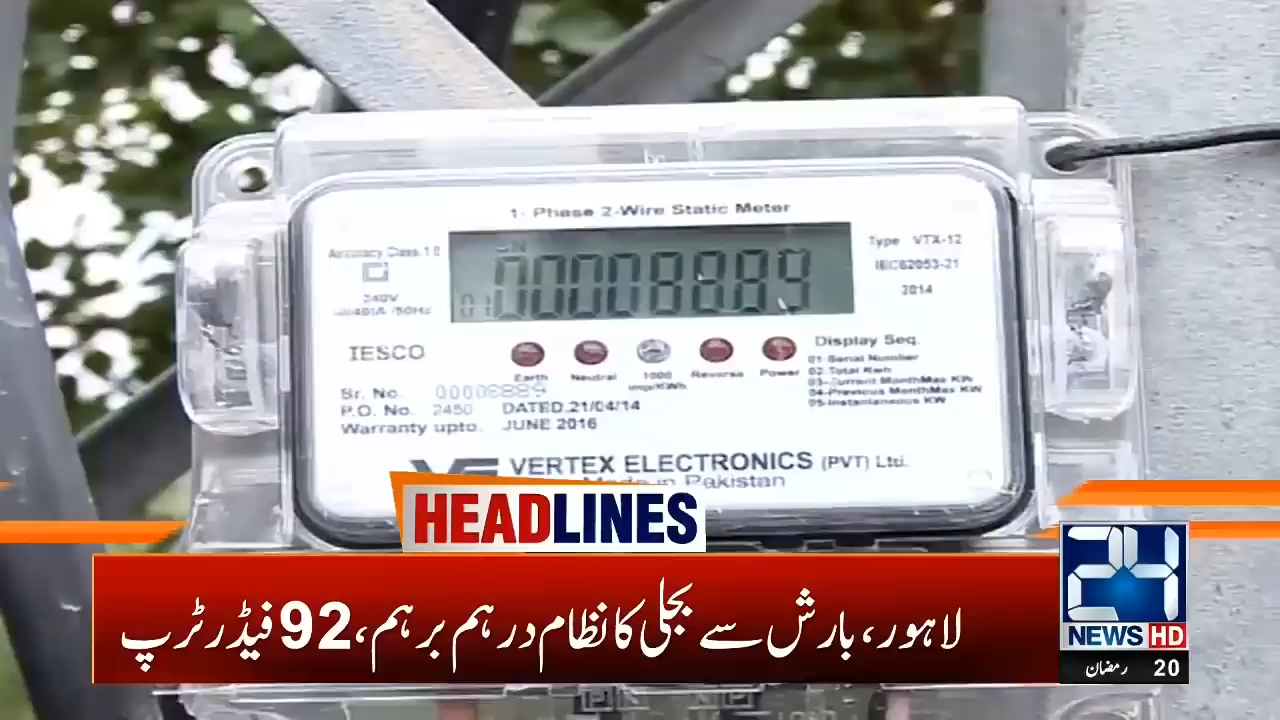 1- Phase 2-Wire Static Meter
Accuracy Class 1.0
240V
/50Hz
01 00008889
Type VTX-12
IEC62053-21
2014
IESCO
Earth Neutral 1000 imp/KWh Reverse Power
Display Seq.
01-Serial Number
02-Total Kwh
03-Current MonthMax KW
04-Previous MonthMax KW
05-Instantaneous KW
Sr. No. 00008889
P.O. No. 2450 DATED.21/04/14
Warranty upto. JUNE 2016
VERTEX ELECTRONICS (PVT) Ltd.
Made in Pakistan
HEADLINES
لاہور، بارش سے بجلی کا نظام درہم برہم، 92 فیڈر ٹرپ
24
NEWS HD
20 رمضان